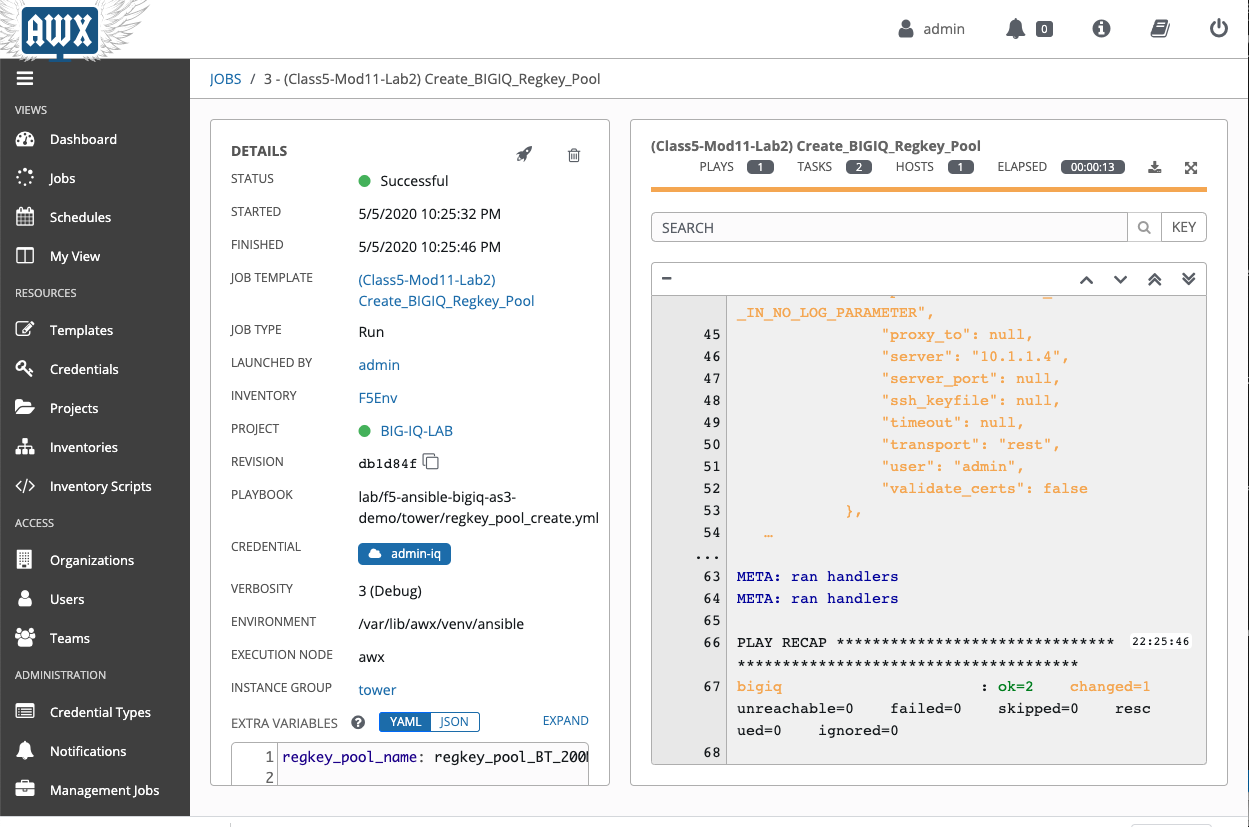 AWX
admin
0
VIEWS
Dashboard
Jobs
Schedules
My View
RESOURCES
Templates
Credentials
Projects
Inventories
Inventory Scripts
ACCESS
Organizations
Users
Teams
ADMINISTRATION
Credential Types
Notifications
Management Jobs
JOBS / 3 - (Class5-Mod11-Lab2) Create_BIGIQ_Regkey_Pool
DETAILS
STATUS Successful
STARTED 5/5/2020 10:25:32 PM
FINISHED 5/5/2020 10:25:46 PM
JOB TEMPLATE (Class5-Mod11-Lab2)
Create_BIGIQ_Regkey_Pool
JOB TYPE Run
LAUNCHED BY admin
INVENTORY F5Env
PROJECT BIG-IQ-LAB
REVISION db1d84f
PLAYBOOK lab/f5-ansible-bigiq-as3-
demo/tower/regkey_pool_create.yml
CREDENTIAL admin-iq
VERBOSITY 3 (Debug)
ENVIRONMENT /var/lib/awx/venv/ansible
EXECUTION NODE awx
INSTANCE GROUP tower
EXTRA VARIABLES ? YAML JSON EXPAND
1 regkey_pool_name: regkey_pool_BT_200
2
(Class5-Mod11-Lab2) Create_BIGIQ_Regkey_Pool
PLAYS 1 TASKS 2 HOSTS 1 ELAPSED 00:00:13
SEARCH KEY
_IN_NO_LOG_PARAMETER",
45 "proxy_to": null,
46 "server": "10.1.1.4",
47 "server_port": null,
48 "ssh_keyfile": null,
49 "timeout": null,
50 "transport": "rest",
51 "user": "admin",
52 "validate_certs": false
53 },
54 …
...
63 META: ran handlers
64 META: ran handlers
65
66 PLAY RECAP ******************************* 22:25:46
**************************************
67 bigiq : ok=2 changed=1
unreachable=0 failed=0 skipped=0 resc
ued=0 ignored=0
68